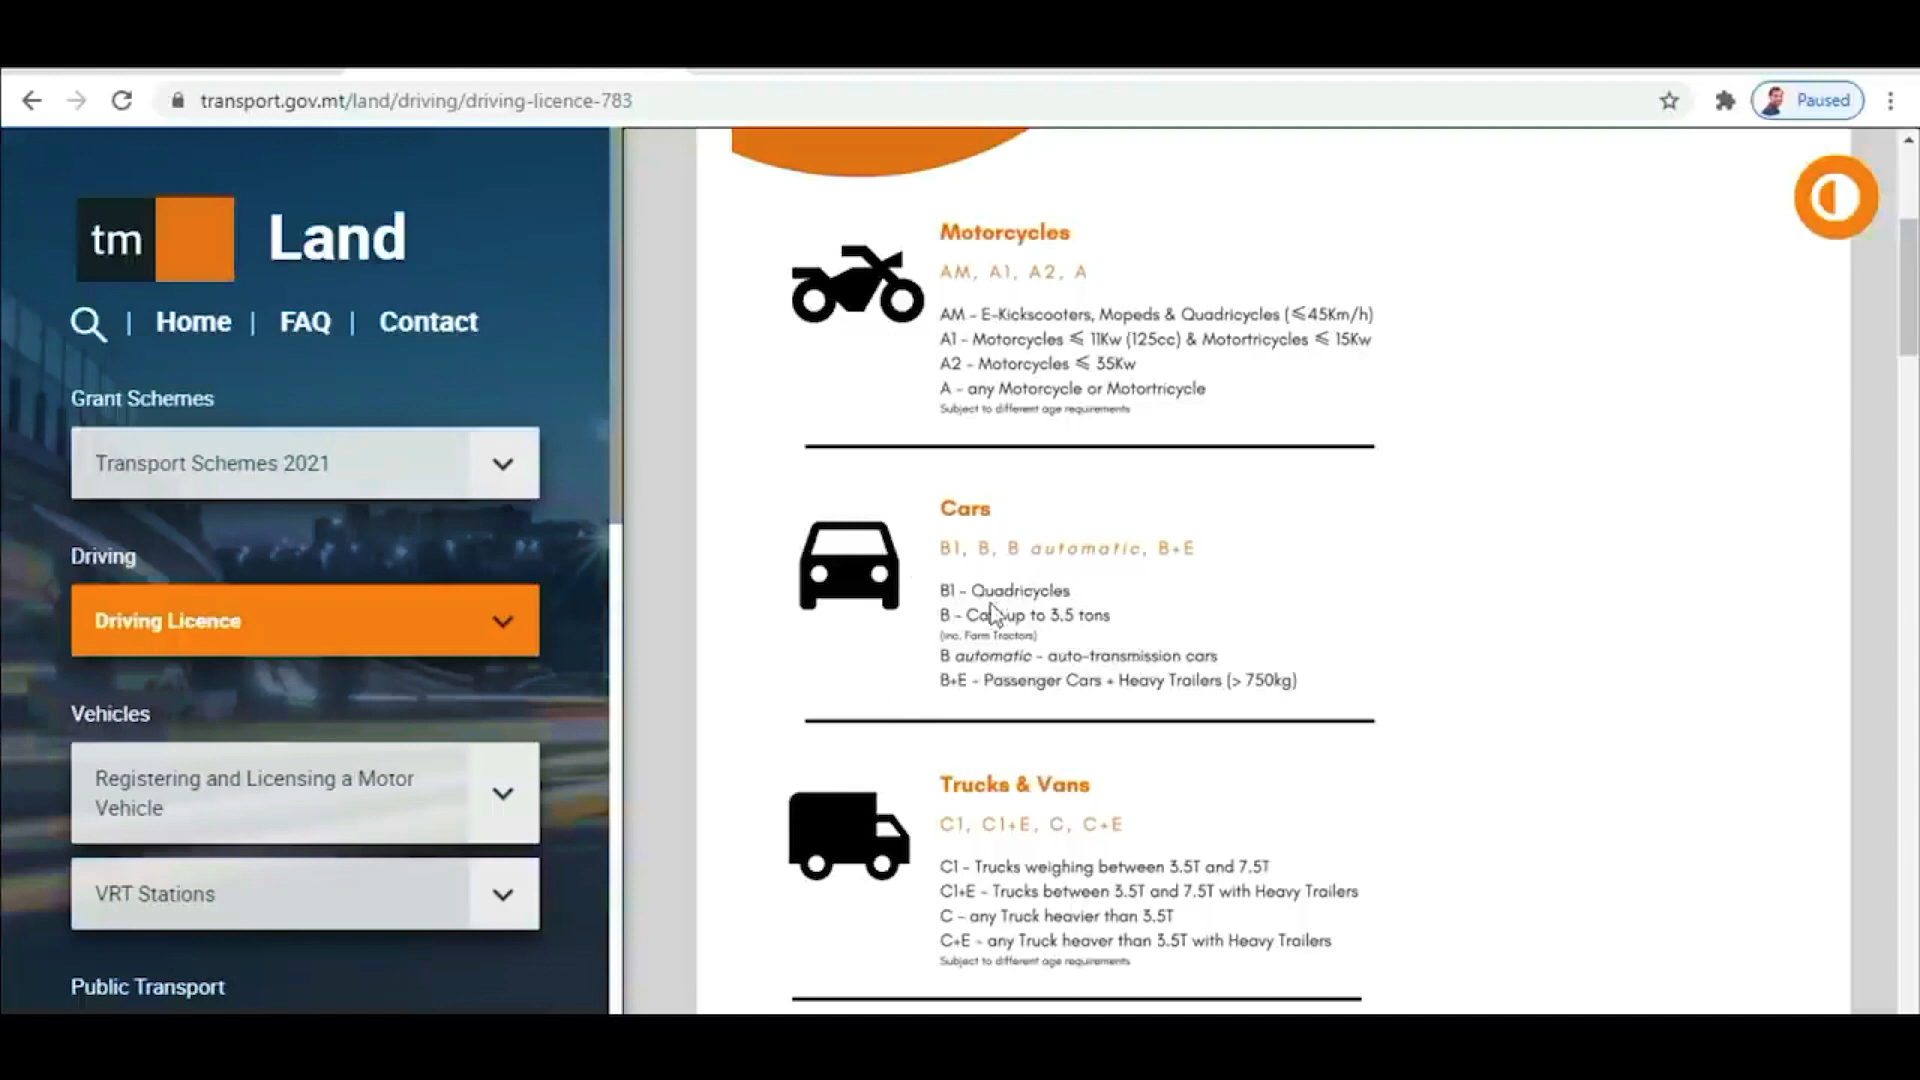 transport.gov.mt/land/driving/driving-licence-783
Paused
tm
Land
Home | FAQ | Contact
Grant Schemes
Transport Schemes 2021
Driving
Driving Licence
Vehicles
Registering and Licensing a Motor
Vehicle
VRT Stations
Public Transport
Motorcycles
AM, A1, A2, A
AM - E-Kickscooters, Mopeds & Quadricycles (⩽45Km/h)
A1 - Motorcycles ⩽ 11Kw (125cc) & Motortricycles ⩽ 15Kw
A2 - Motorcycles ⩽ 35Kw
A - any Motorcycle or Motortricycle
Subject to different age requirements
Cars
B1, B, B automatic, B+E
B1 - Quadricycles
B - up to 3.5 tons
(inc. Farm Tractors)
B automatic - auto-transmission cars
B+E - Passenger Cars + Heavy Trailers (> 750kg)
Trucks & Vans
C1, C1+E, C, C+E
C1 - Trucks weighing between 3.5T and 7.5T
C1+E - Trucks between 3.5T and 7.5T with Heavy Trailers
C - any Truck heavier than 3.5T
C+E - any Truck heaver than 3.5T with Heavy Trailers
Subject to different age requirements